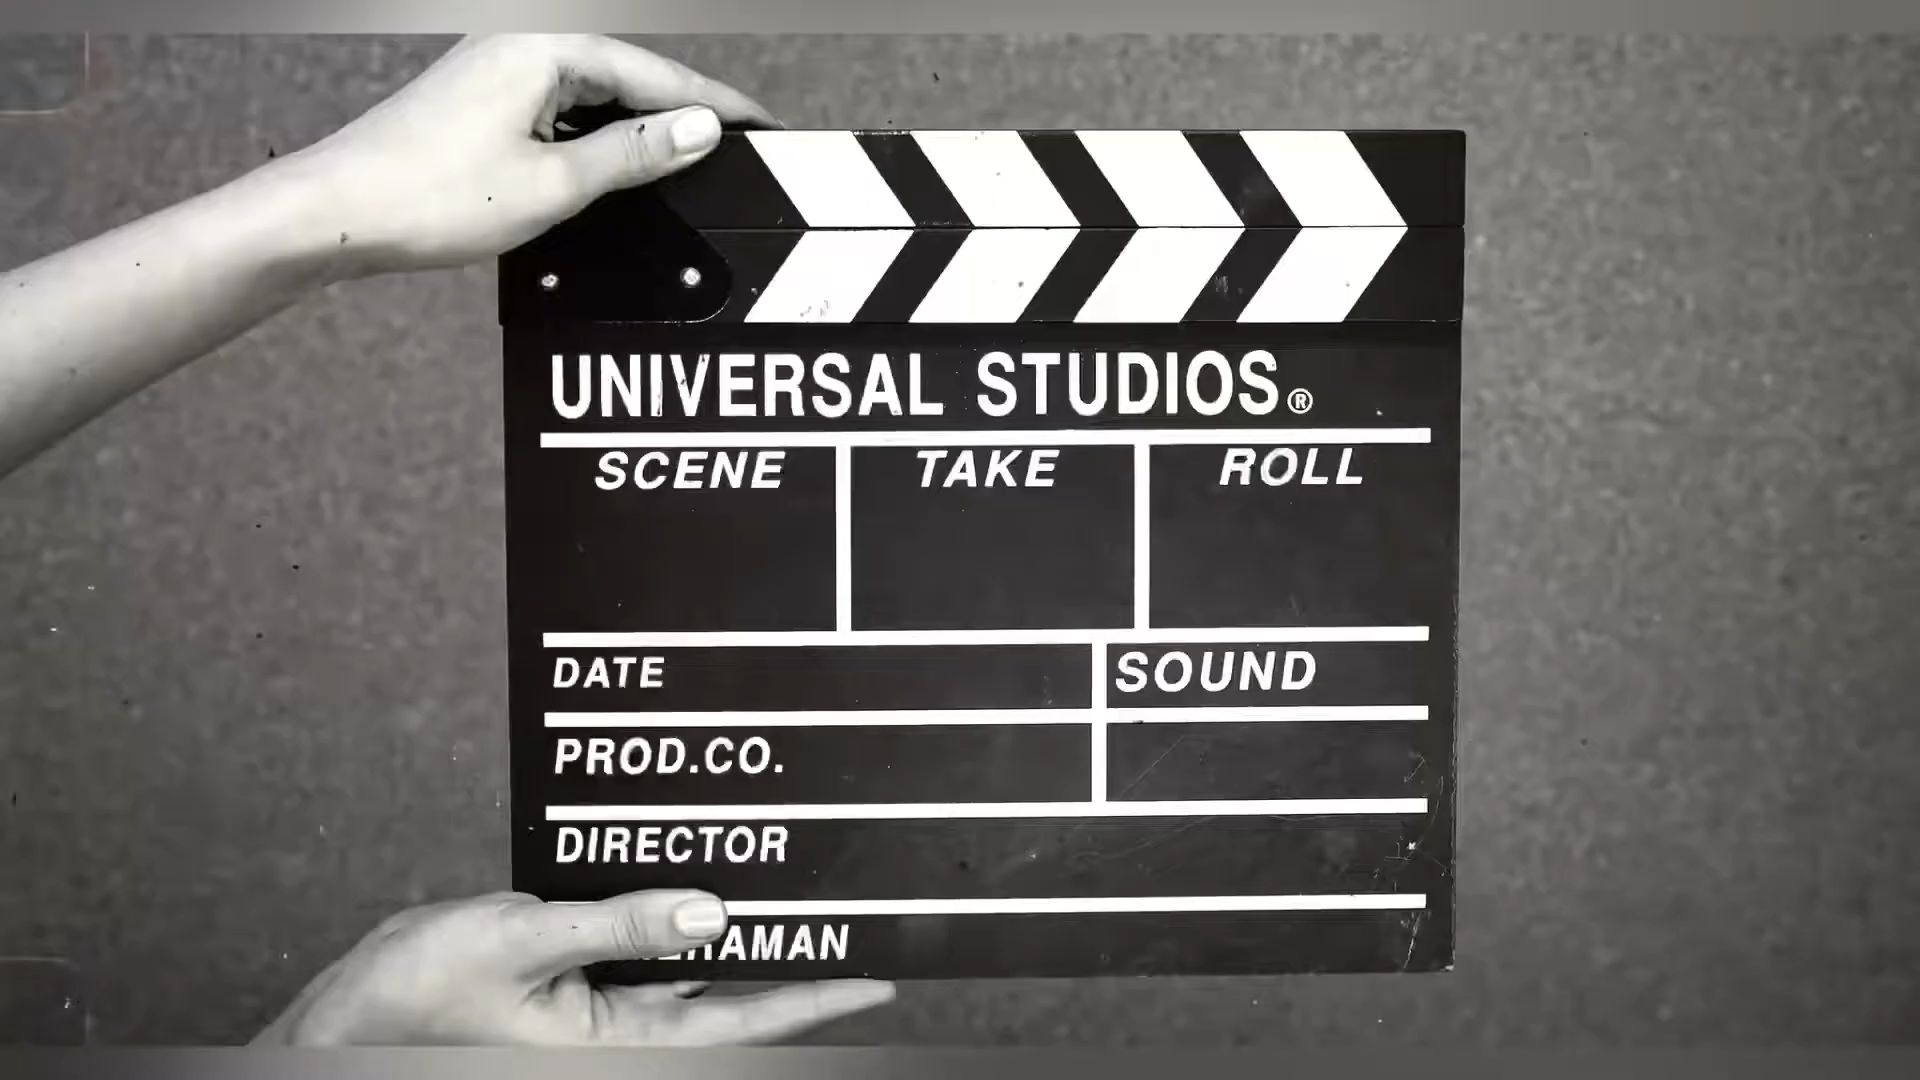 UNIVERSAL STUDIOS®
SCENE TAKE ROLL
DATE SOUND
PROD.CO.
DIRECTOR